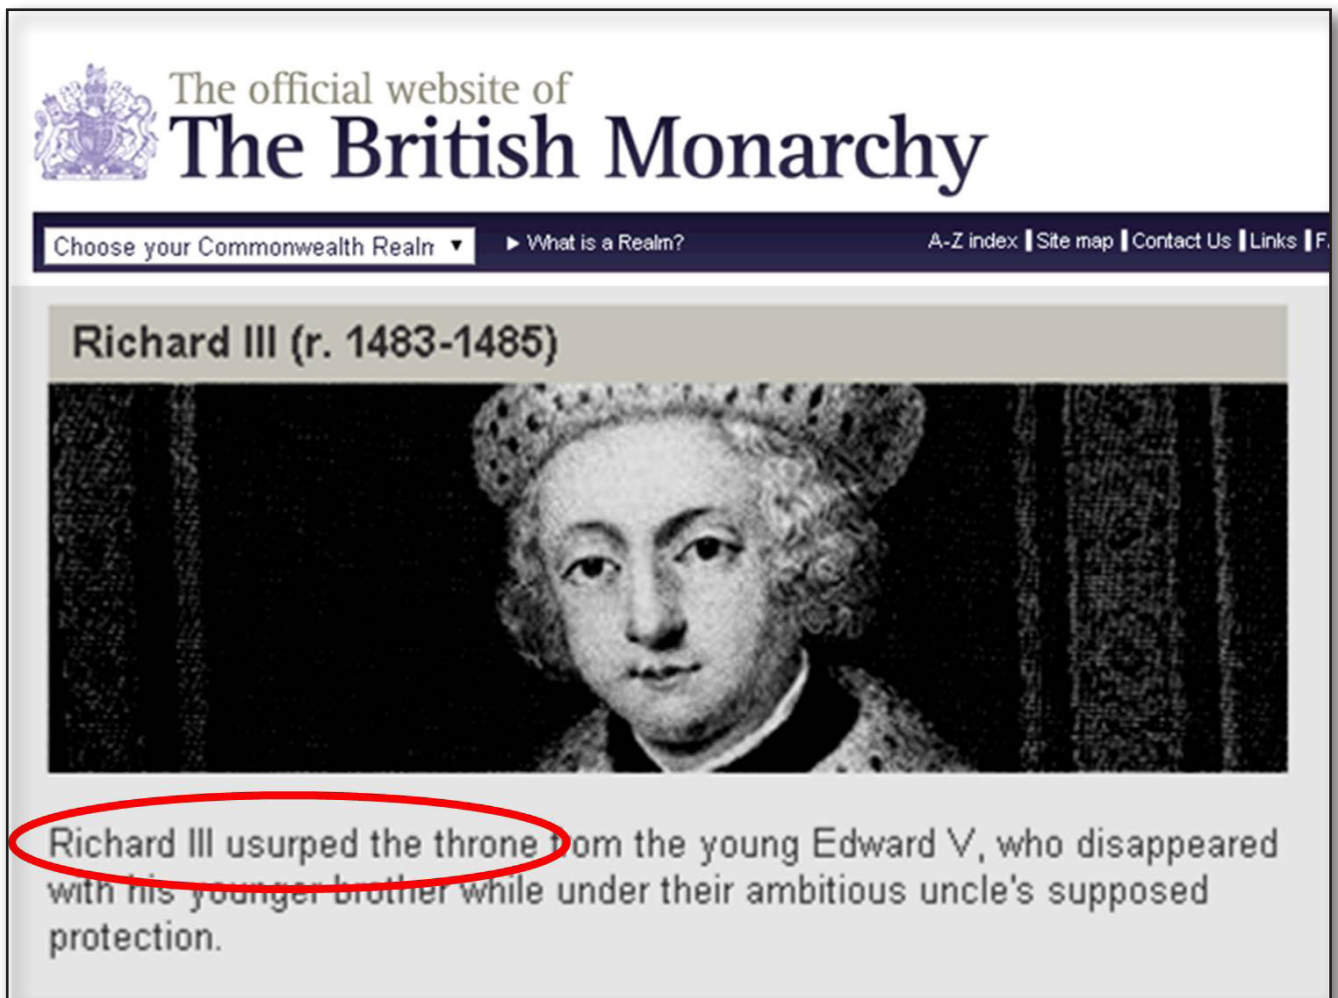 The official website of
The British Monarchy
Choose your Commonwealth Realm ▼ ▶ What is a Realm? A-Z index | Site map | Contact Us | Links | F
Richard III (r. 1483-1485)
Richard III usurped the throne from the young Edward V, who disappeared
with his younger brother while under their ambitious uncle's supposed
protection.